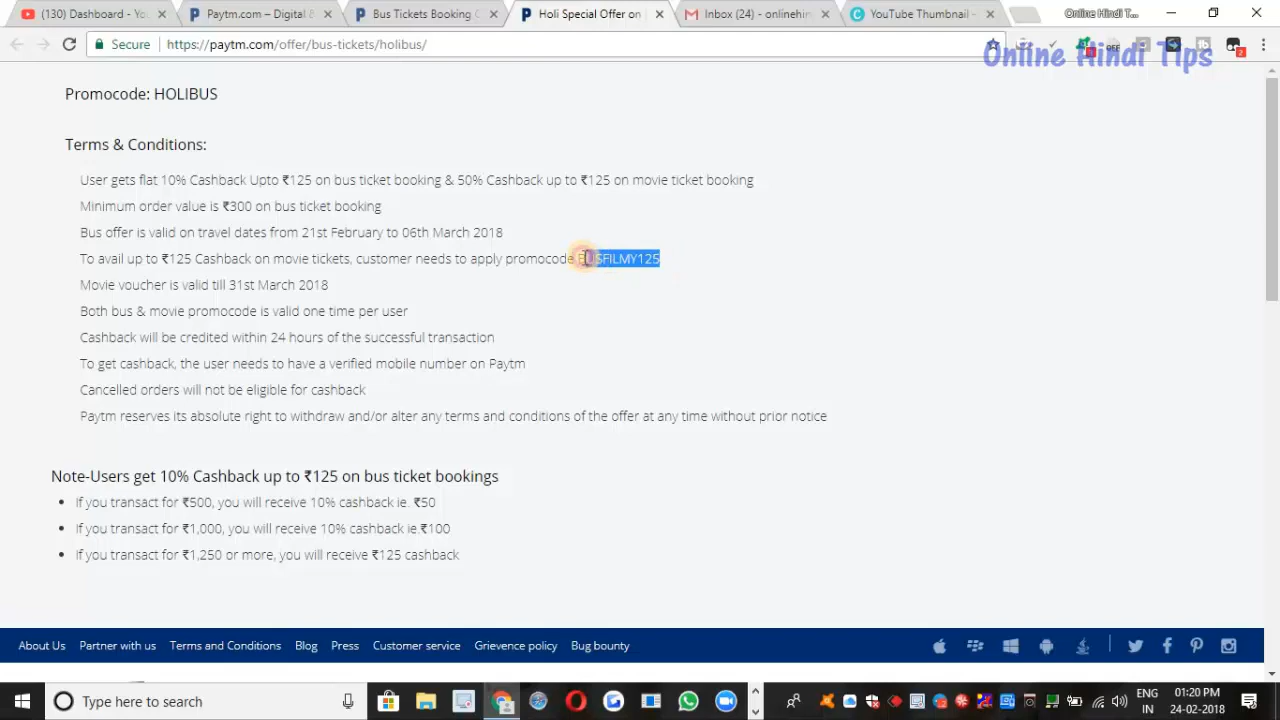 (130) Dashboard - Yo
Paytm.com – Digital &
Bus Tickets Booking O
Holi Special Offer on
Inbox (24) - onlinehin
YouTube Thumbnail –
Online Hindi T...
Secure
https://paytm.com/offer/bus-tickets/holibus/
Online Hindi Tips
Promocode: HOLIBUS
Terms & Conditions:
User gets flat 10% Cashback Upto ₹125 on bus ticket booking & 50% Cashback up to ₹125 on movie ticket booking
Minimum order value is ₹300 on bus ticket booking
Bus offer is valid on travel dates from 21st February to 06th March 2018
To avail up to ₹125 Cashback on movie tickets, customer needs to apply promocode BUSFILMY125
Movie voucher is valid till 31st March 2018
Both bus & movie promocode is valid one time per user
Cashback will be credited within 24 hours of the successful transaction
To get cashback, the user needs to have a verified mobile number on Paytm
Cancelled orders will not be eligible for cashback
Paytm reserves its absolute right to withdraw and/or alter any terms and conditions of the offer at any time without prior notice
Note-Users get 10% Cashback up to ₹125 on bus ticket bookings
If you transact for ₹500, you will receive 10% cashback ie. ₹50
If you transact for ₹1,000, you will receive 10% cashback ie.₹100
If you transact for ₹1,250 or more, you will receive ₹125 cashback
About Us Partner with us Terms and Conditions Blog Press Customer service Grievence policy Bug bounty
Type here to search
ENG
IN
01:20 PM
24-02-2018